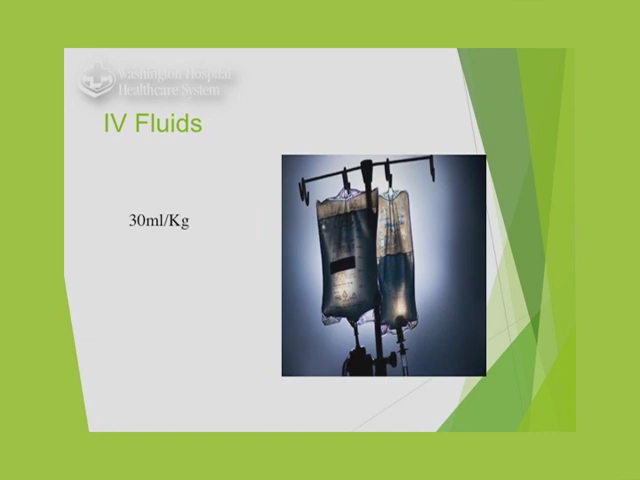 Washington Hospital
Healthcare System
IV Fluids
30ml/Kg